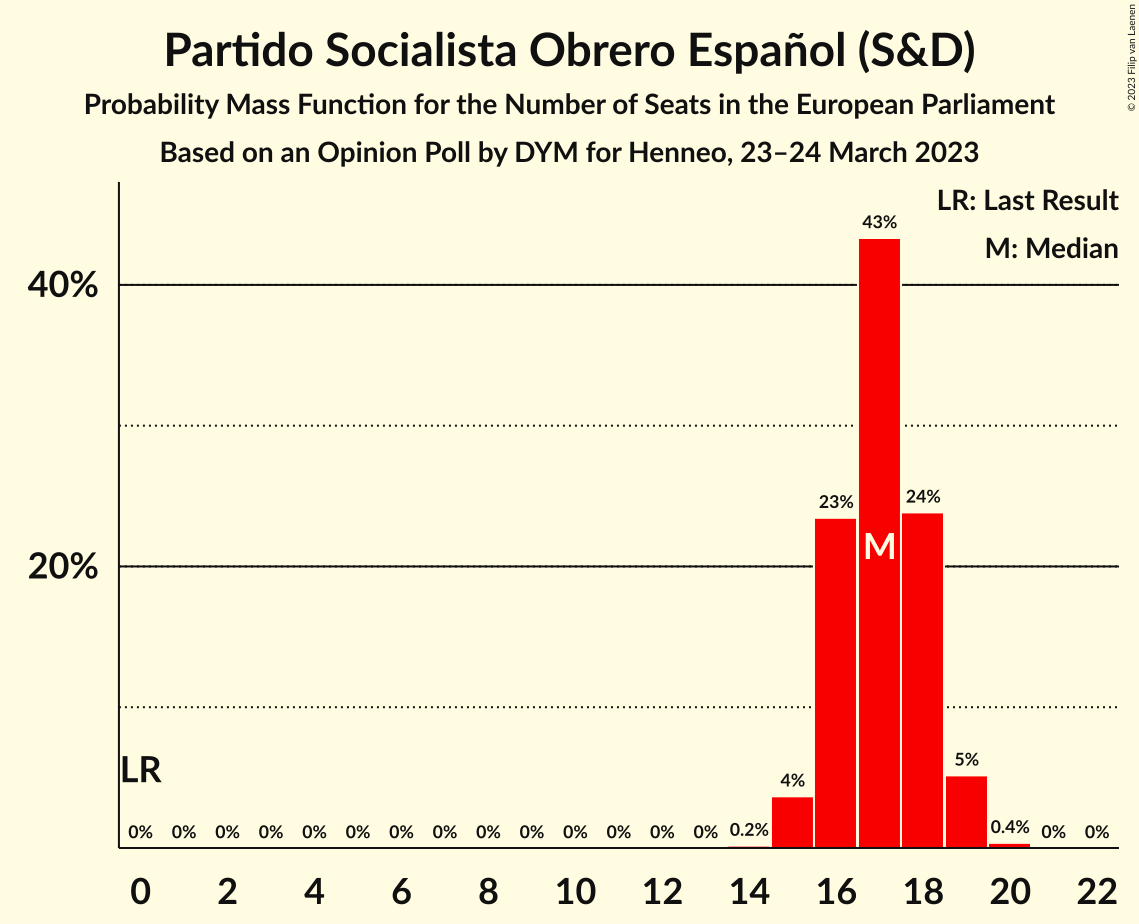 Partido Socialista Obrero Español (S&D)
Probability Mass Function for the Number of Seats in the European Parliament
Based on an Opinion Poll by DYM for Henneo, 23–24 March 2023
© 2023 Filip van Laenen
LR: Last Result
M: Median
43%
40%
24%
23%
M
20%
5%
LR
4%
0% 0% 0% 0% 0% 0% 0% 0% 0% 0% 0% 0% 0% 0% 0.2% 0.4% 0% 0%
0 2 4 6 8 10 12 14 16 18 20 22